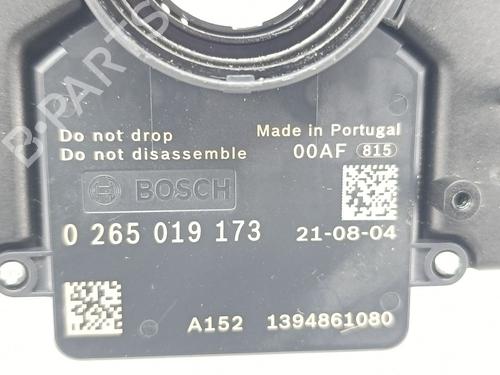 B-PARTS
Do not drop
Made in Portugal
Do not disassemble
00AF 815
BOSCH
0 265 019 173
21-08-04
A152 1394861080